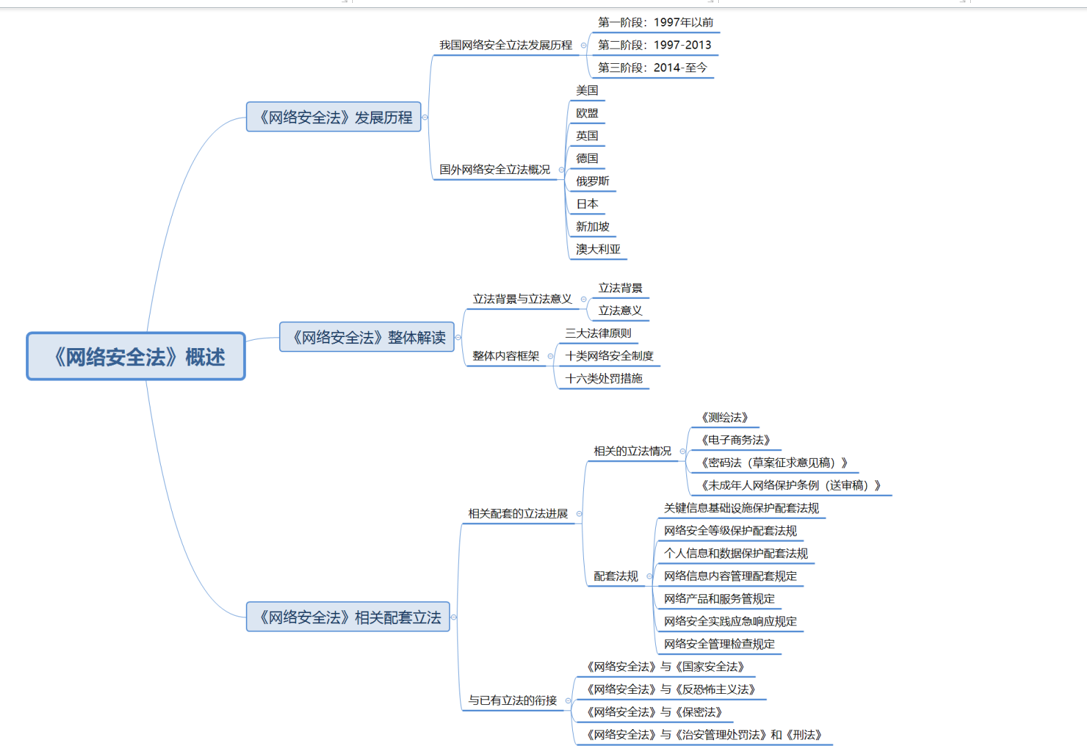 《网络安全法》概述
《网络安全法》发展历程
我国网络安全立法发展历程
第一阶段：1997年以前
第二阶段：1997-2013
第三阶段：2014-至今
国外网络安全立法概况
美国
欧盟
英国
德国
俄罗斯
日本
新加坡
澳大利亚
《网络安全法》整体解读
立法背景与立法意义
立法背景
立法意义
整体内容框架
三大法律原则
十类网络安全制度
十六类处罚措施
《网络安全法》相关配套立法
相关配套的立法进展
相关的立法情况
《测绘法》
《电子商务法》
《密码法（草案征求意见稿）》
《未成年人网络保护条例（送审稿）》
配套法规
关键信息基础设施保护配套法规
网络安全等级保护配套法规
个人信息和数据保护配套法规
网络信息内容管理配套规定
网络产品和服务管规定
网络安全实践应急响应规定
网络安全管理检查规定
与已有立法的衔接
《网络安全法》与《国家安全法》
《网络安全法》与《反恐怖主义法》
《网络安全法》与《保密法》
《网络安全法》与《治安管理处罚法》和《刑法》